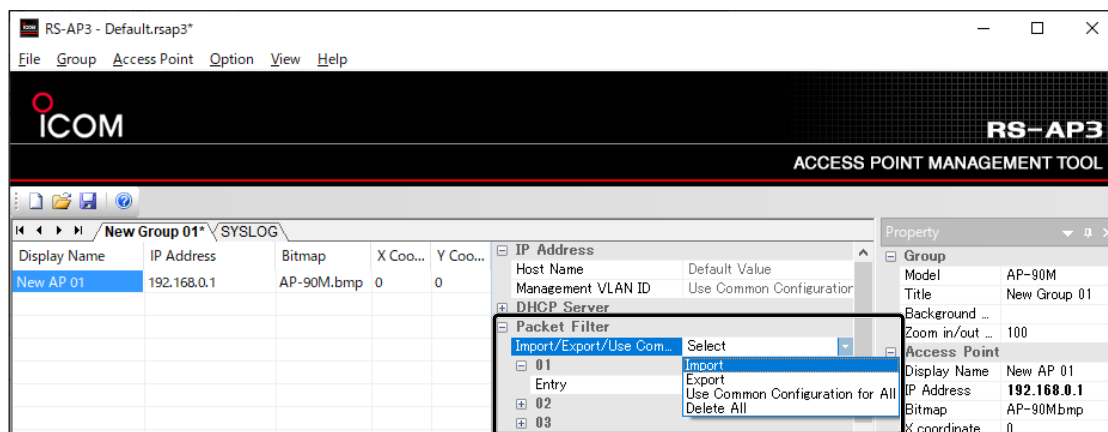 RS-AP3 - Default.rsap3*
File Group Access Point Option View Help
ICOM
RS-AP3
ACCESS POINT MANAGEMENT TOOL
New Group 01* SYSLOG
Display Name IP Address Bitmap X Coo... Y Coo...
New AP 01 192.168.0.1 AP-90M.bmp 0 0
IP Address
Host Name Default Value
Management VLAN ID Use Common Configuration
DHCP Server
Packet Filter
Import/Export/Use Com... Select
01
Entry
02
03
Import
Export
Use Common Configuration for All
Delete All
Property
Group
Model AP-90M
Title New Group 01
Background ...
Zoom in/out ... 100
Access Point
Display Name New AP 01
IP Address 192.168.0.1
Bitmap AP-90M.bmp
X coordinate 0